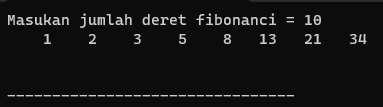 Masukan jumlah deret fibonanci = 10
1 2 3 5 8 13 21 34
--------------------------------